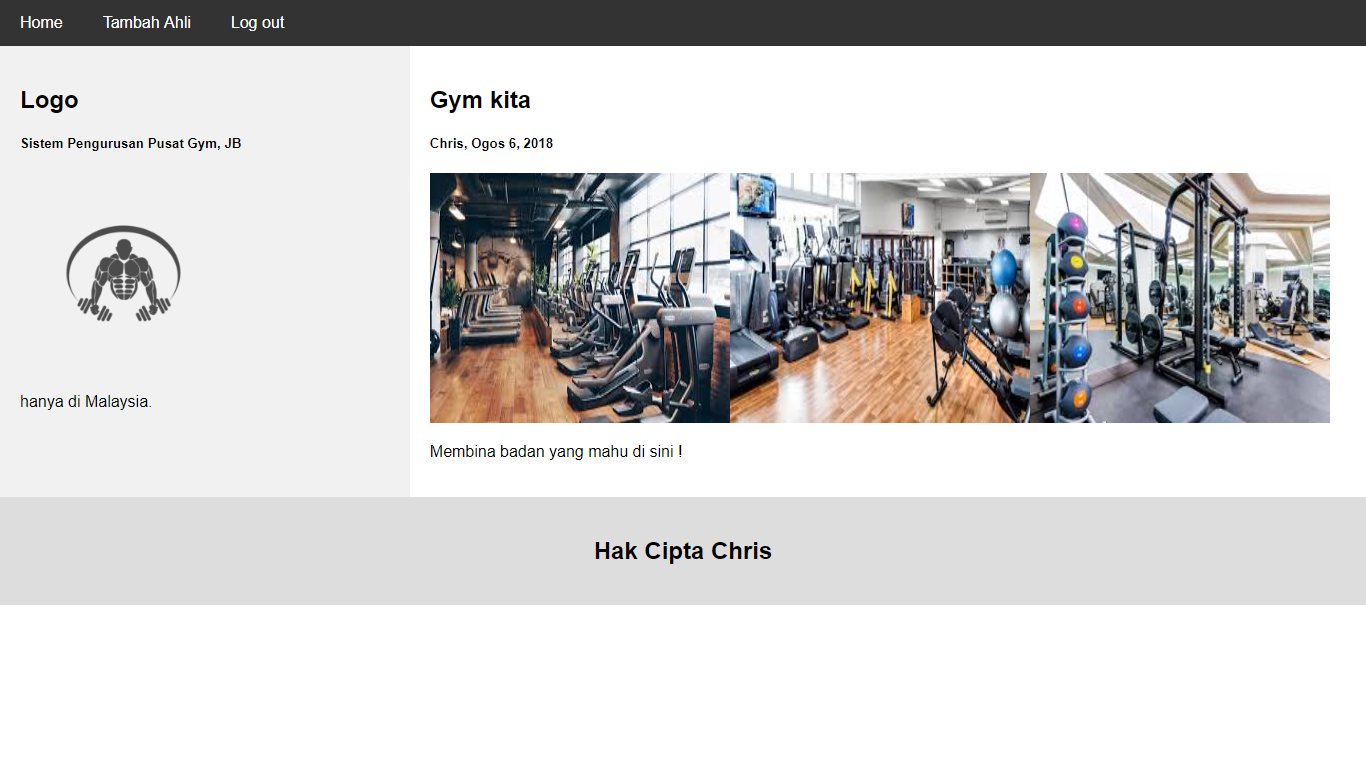 Home
Tambah Ahli
Log out
Logo
Sistem Pengurusan Pusat Gym, JB
hanya di Malaysia.
Gym kita
Chris, Ogos 6, 2018
Membina badan yang mahu di sini !
Hak Cipta Chris